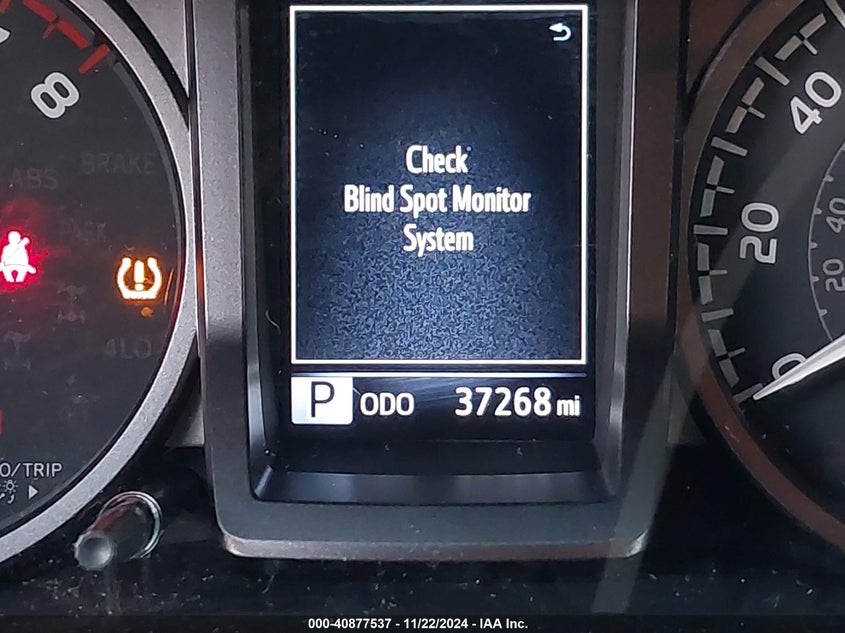 8
BRAKE
ABS
4LO
O/TRIP
Check
Blind Spot Monitor
System
P ODO 37268 mi
40
20
0
40
20
000-40877537 - 11/22/2024 - IAA Inc.